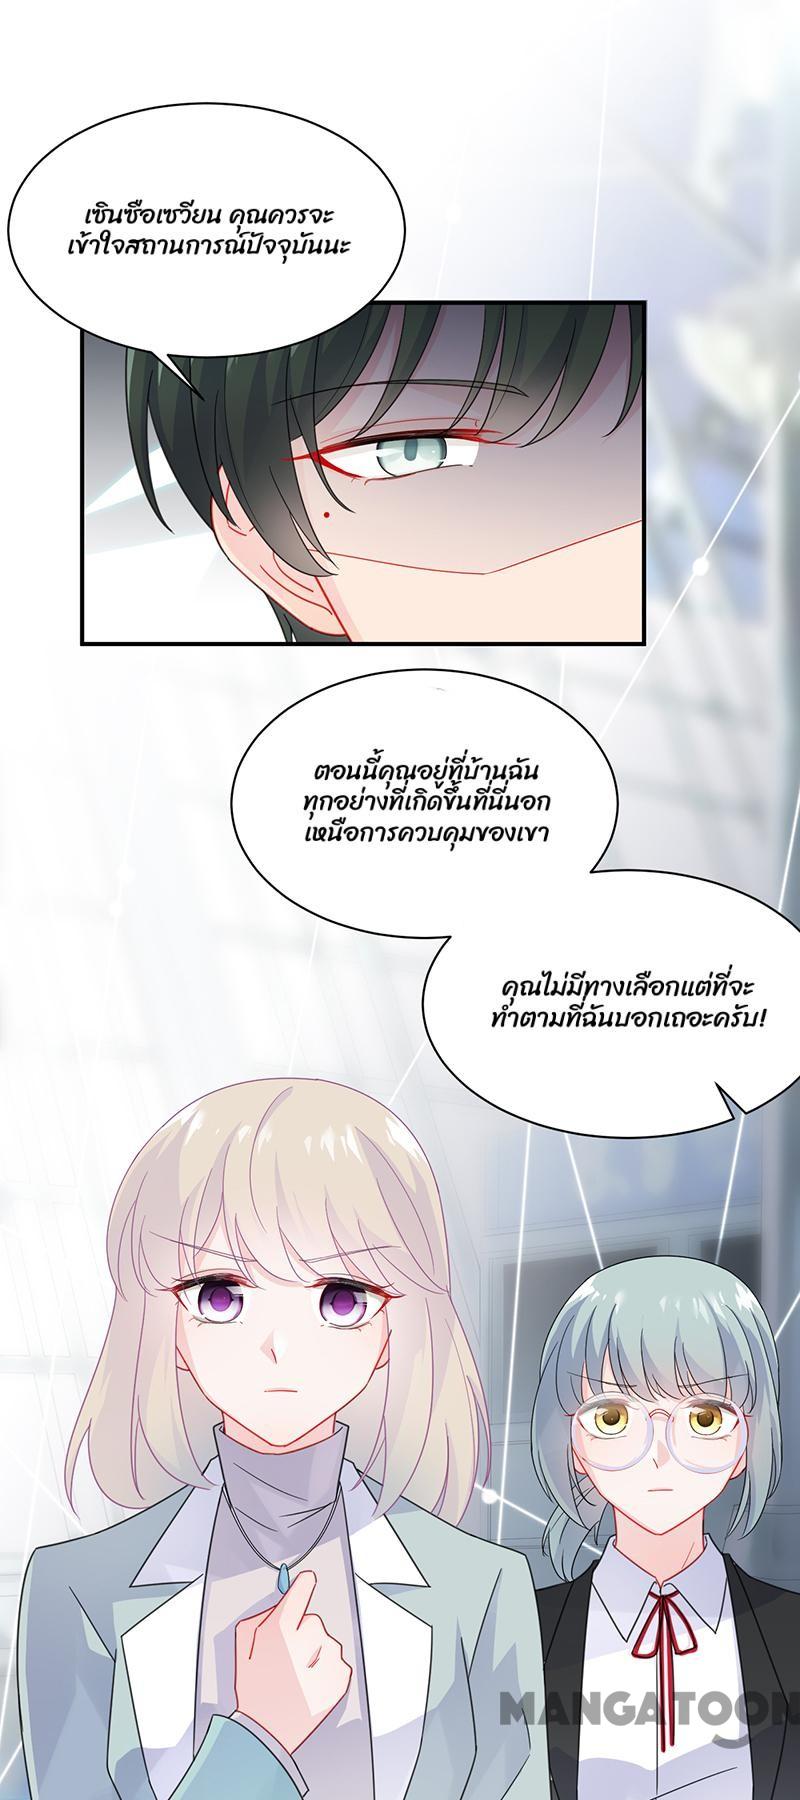 เซินซือเซวียน คุณควรจะ
เข้าใจสถานการณ์ปัจจุบันนะ
ตอนนี้คุณอยู่ที่บ้านฉัน
ทุกอย่างที่เกิดขึ้นที่นี่นอก
เหนือการควบคุมของเขา
คุณไม่มีทางเลือกแต่ที่จะ
ทำตามที่ฉันบอกเถอะครับ!
MANGATOON